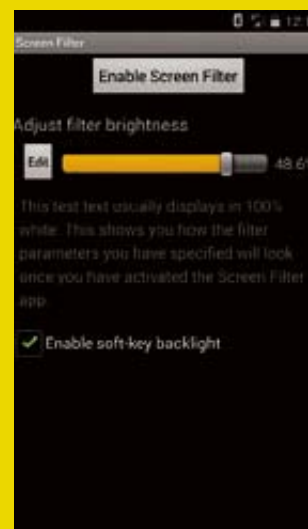 Screen Filter
Enable Screen Filter
Adjust filter brightness
Edit
48.6
This test text usually displays in 100%
white. This shows you how the filter
parameters you have specified will look
once you have activated the Screen Filter
app.
Enable soft-key backlight